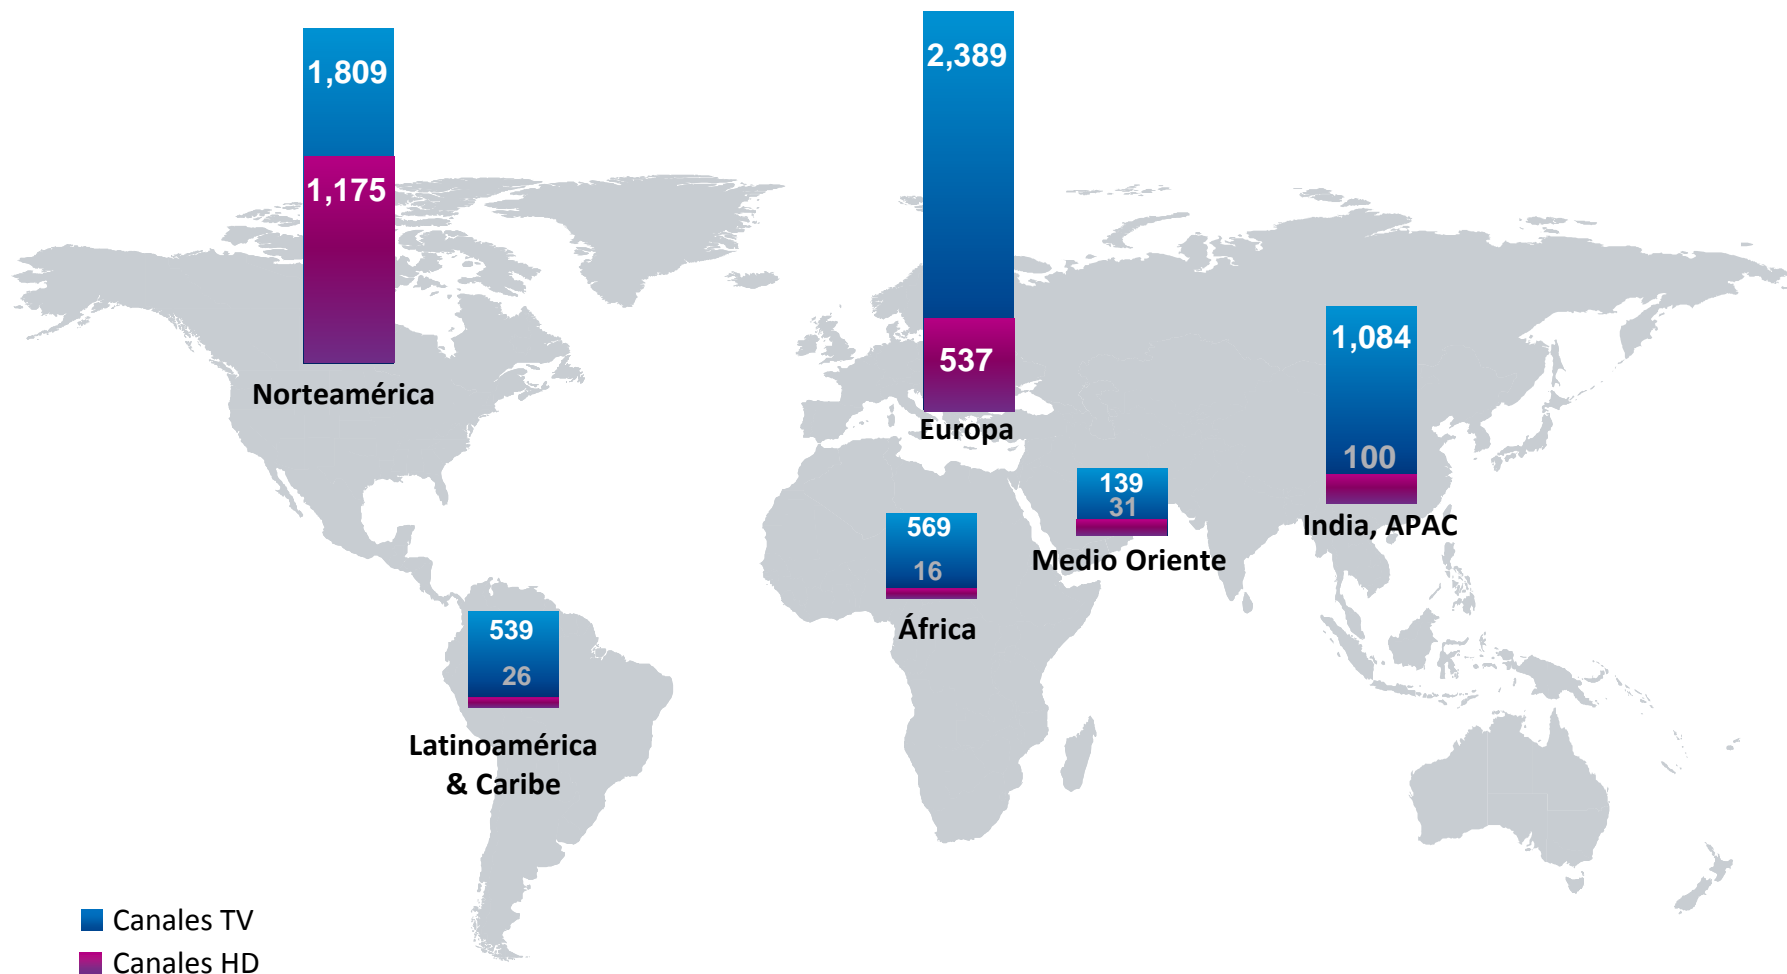 1,809
1,175
Norteamérica
2,389
537
Europa
1,084
100
India, APAC
139
31
Medio Oriente
569
16
África
539
26
Latinoamérica
& Caribe
Canales TV
Canales HD